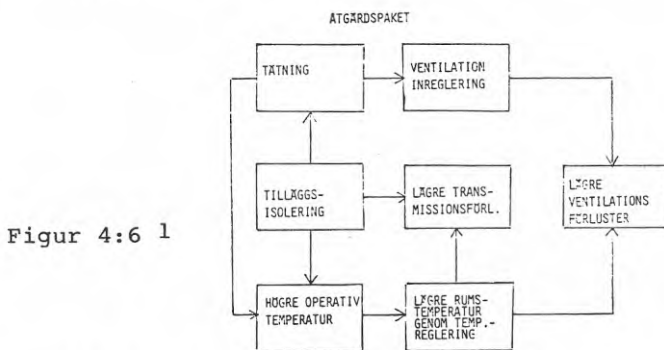 ÅTGÄRDSPAKET
TÄTNING
VENTILATION
INREGLERING
TILLÄGGS-
ISOLERING
LÄGRE TRANS-
MISSIONSFÖRL.
LÄGRE
VENTILATIONS
FÖRLUSTER
Figur 4:6 1
HÖGRE OPERATIV
TEMPERATUR
LÄGRE RUMS-
TEMPERATUR
GENOM TEMP.-
REGLERING